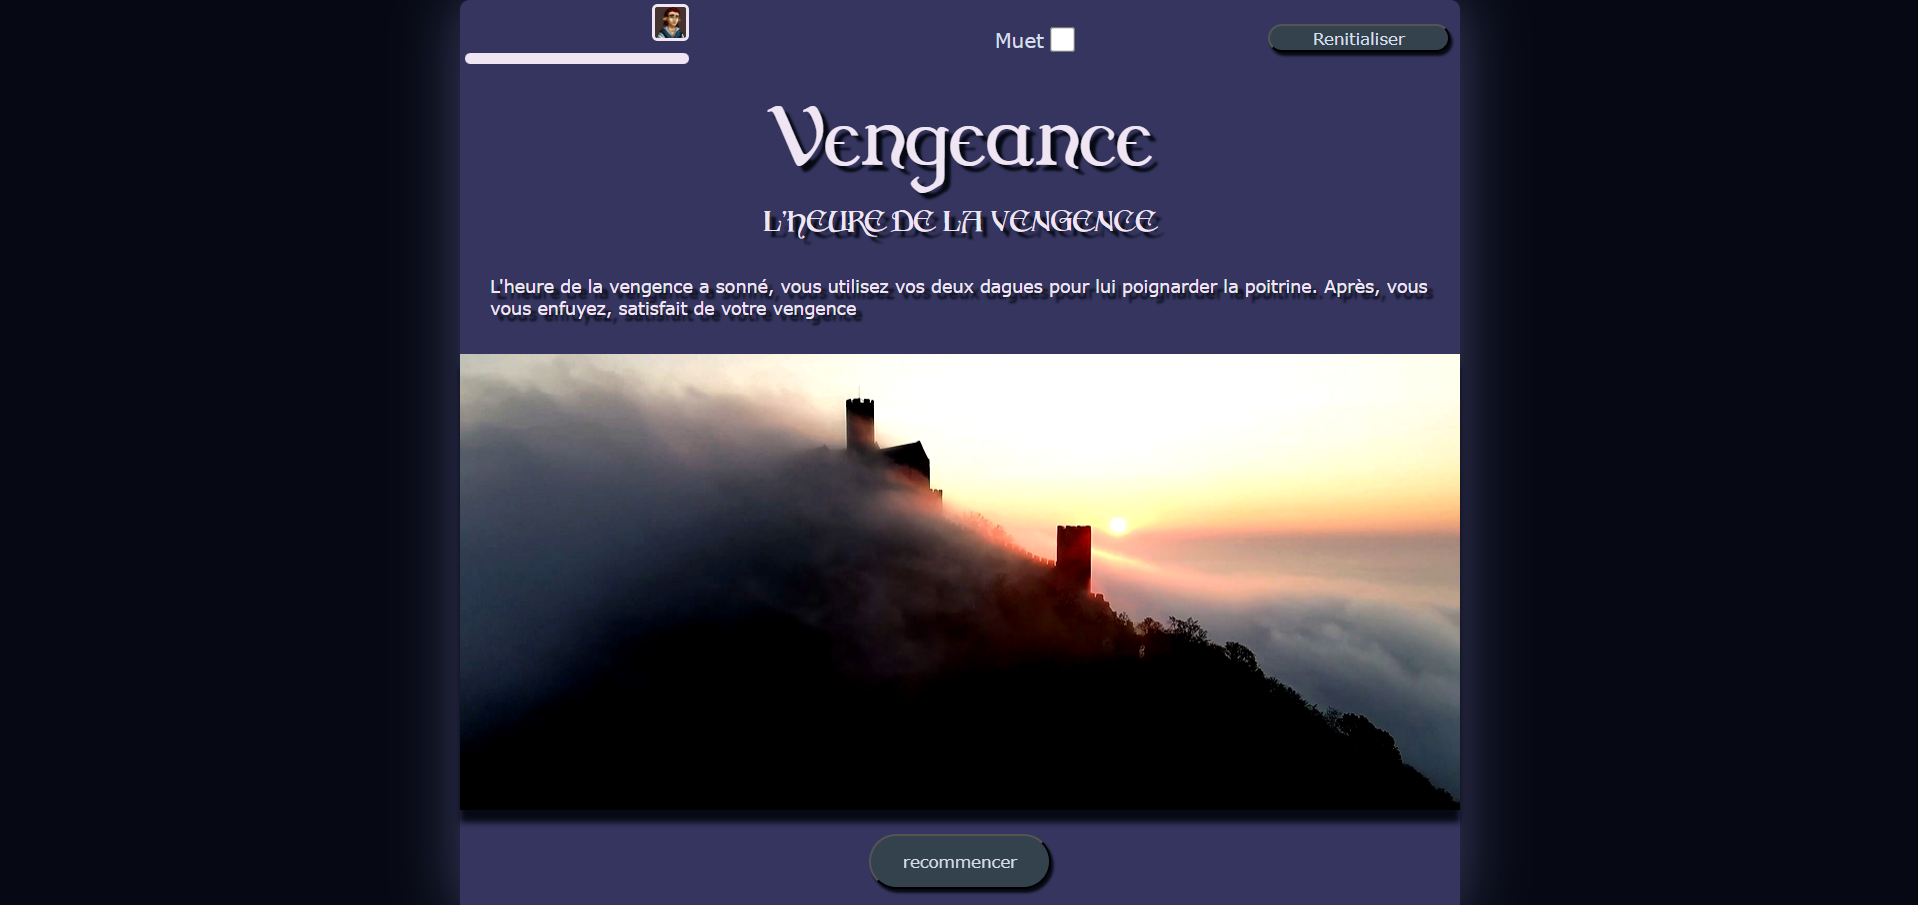 Muet
Renitialiser
Vengeance
L'HEURE DE LA VENGENCE
L'heure de la vengence a sonné, vous utilisez vos deux dagues pour lui poignarder la poitrine. Après, vous
vous enfuyez, satisfait de votre vengence
recommencer